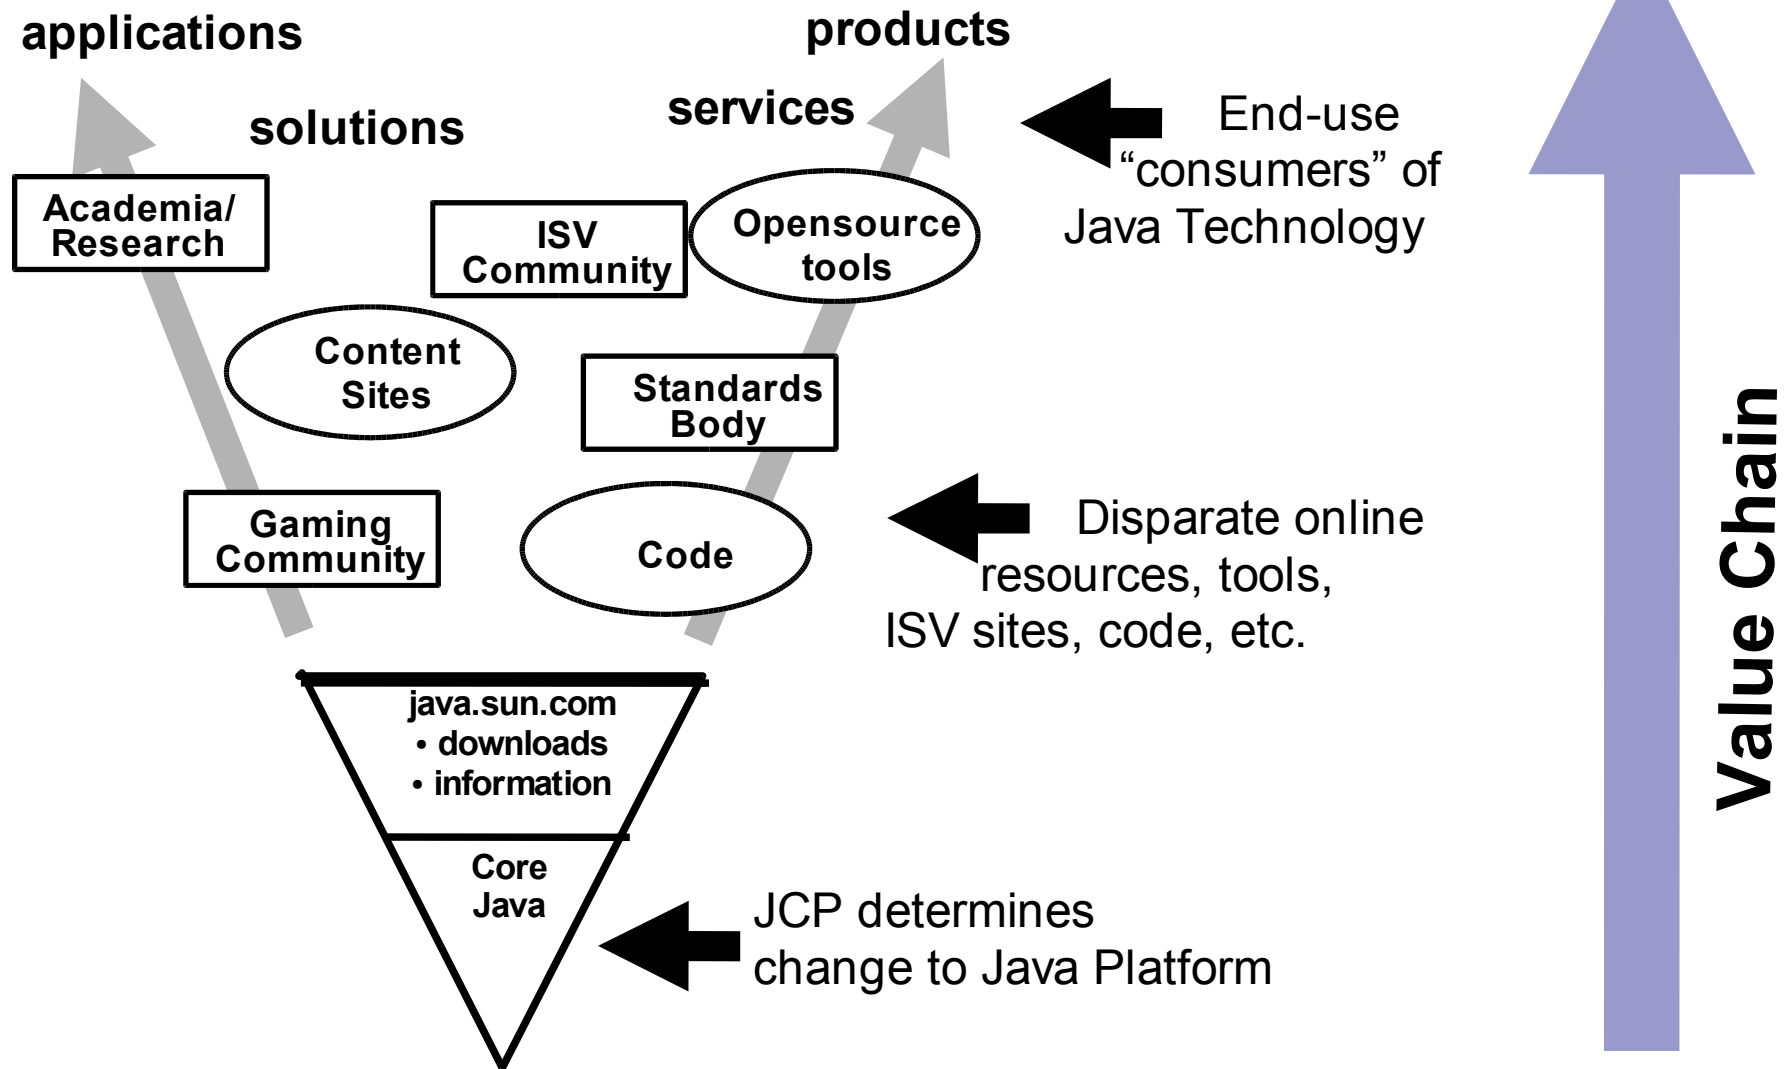 applications
products
solutions
services
End-use
“consumers” of
Java Technology
Academia/
Research
ISV
Community
Opensource
tools
Content
Sites
Standards
Body
Gaming
Community
Code
Disparate online
resources, tools,
ISV sites, code, etc.
java.sun.com
• downloads
• information
Core
Java
JCP determines
change to Java Platform
Value Chain